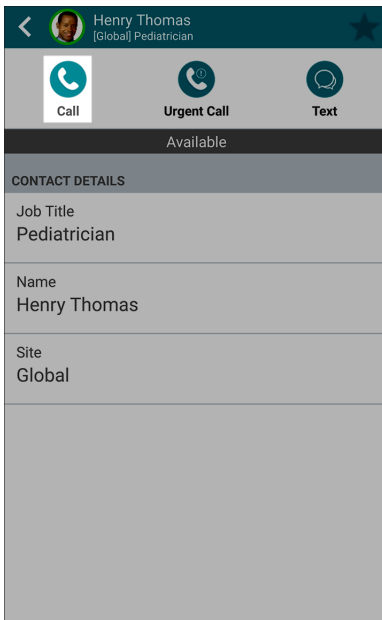 Henry Thomas
[Global] Pediatrician
Call
Urgent Call
Text
Available
CONTACT DETAILS
Job Title
Pediatrician
Name
Henry Thomas
Site
Global